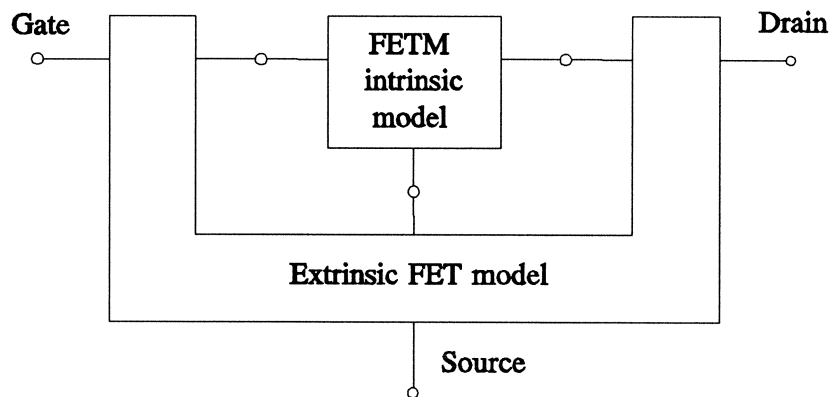 Gate
FETM
intrinsic
model
Drain
Extrinsic FET model
Source